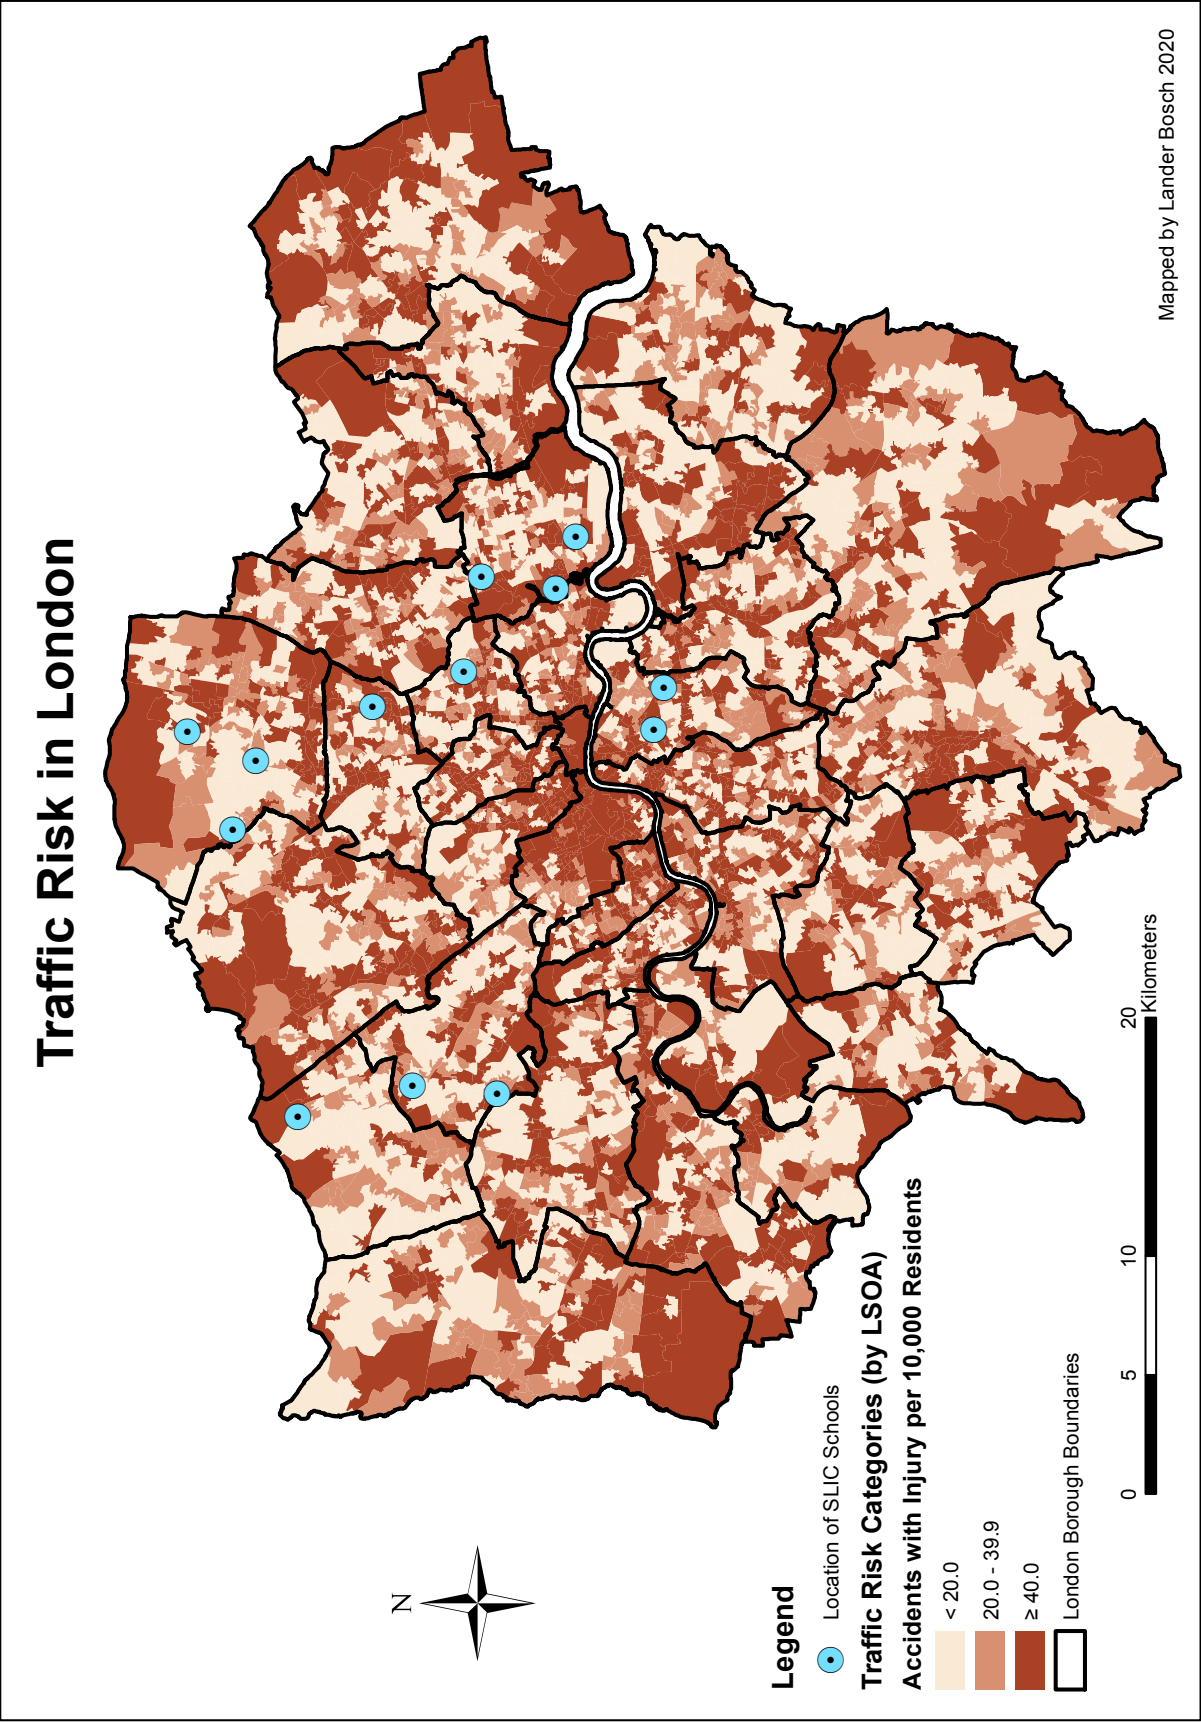 Traffic Risk in London
N
Legend
Location of SLIC Schools
Traffic Risk Categories (by LSOA)
Accidents with Injury per 10,000 Residents
< 20.0
20.0 - 39.9
≥ 40.0
London Borough Boundaries
0 5 10 20
Kilometers
Mapped by Lander Bosch 2020